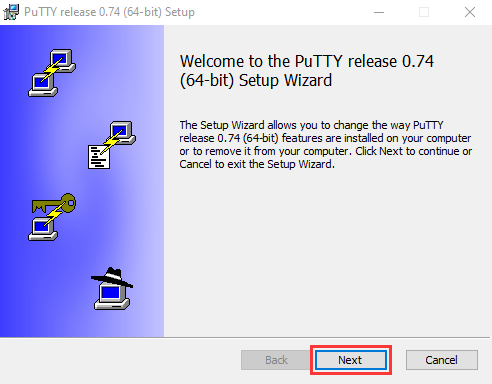 PuTTY release 0.74 (64-bit) Setup
Welcome to the PuTTY release 0.74
(64-bit) Setup Wizard
The Setup Wizard allows you to change the way PuTTY
release 0.74 (64-bit) features are installed on your computer
or to remove it from your computer. Click Next to continue or
Cancel to exit the Setup Wizard.
Back
Next
Cancel